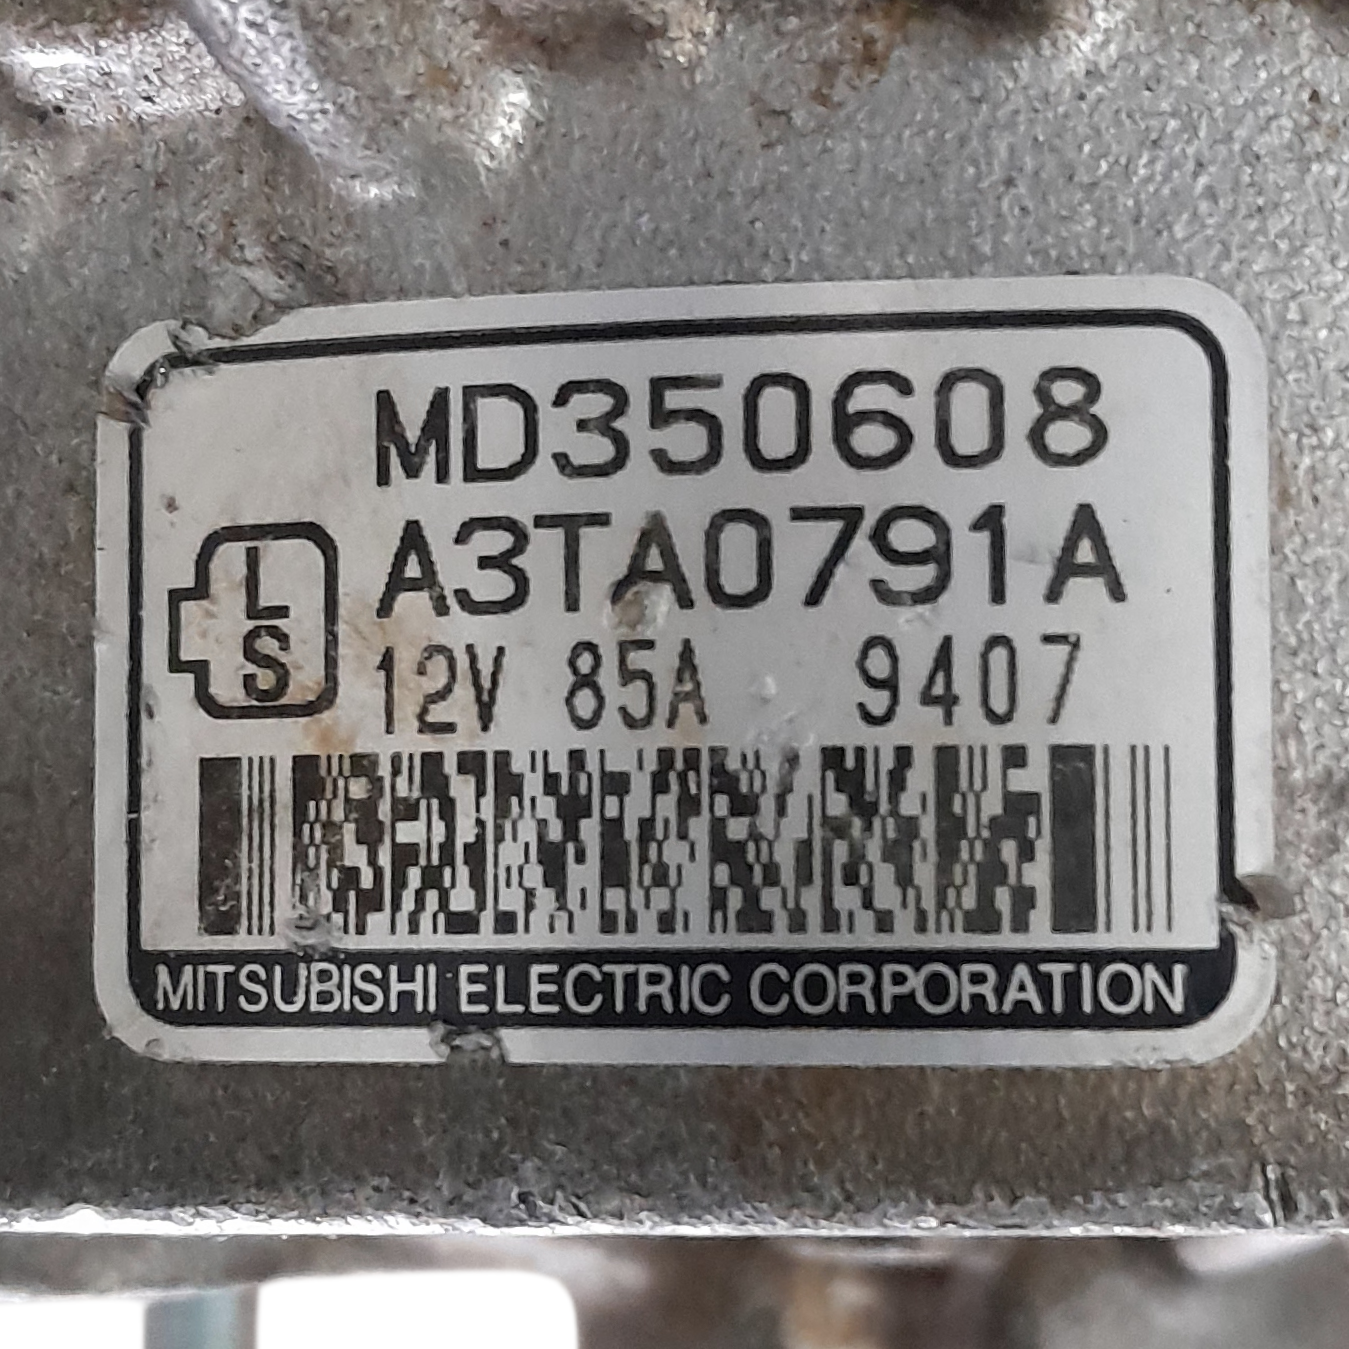 MD350608
A3TA0791A
L
S
12V 85A 9407
MITSUBISHI ELECTRIC CORPORATION